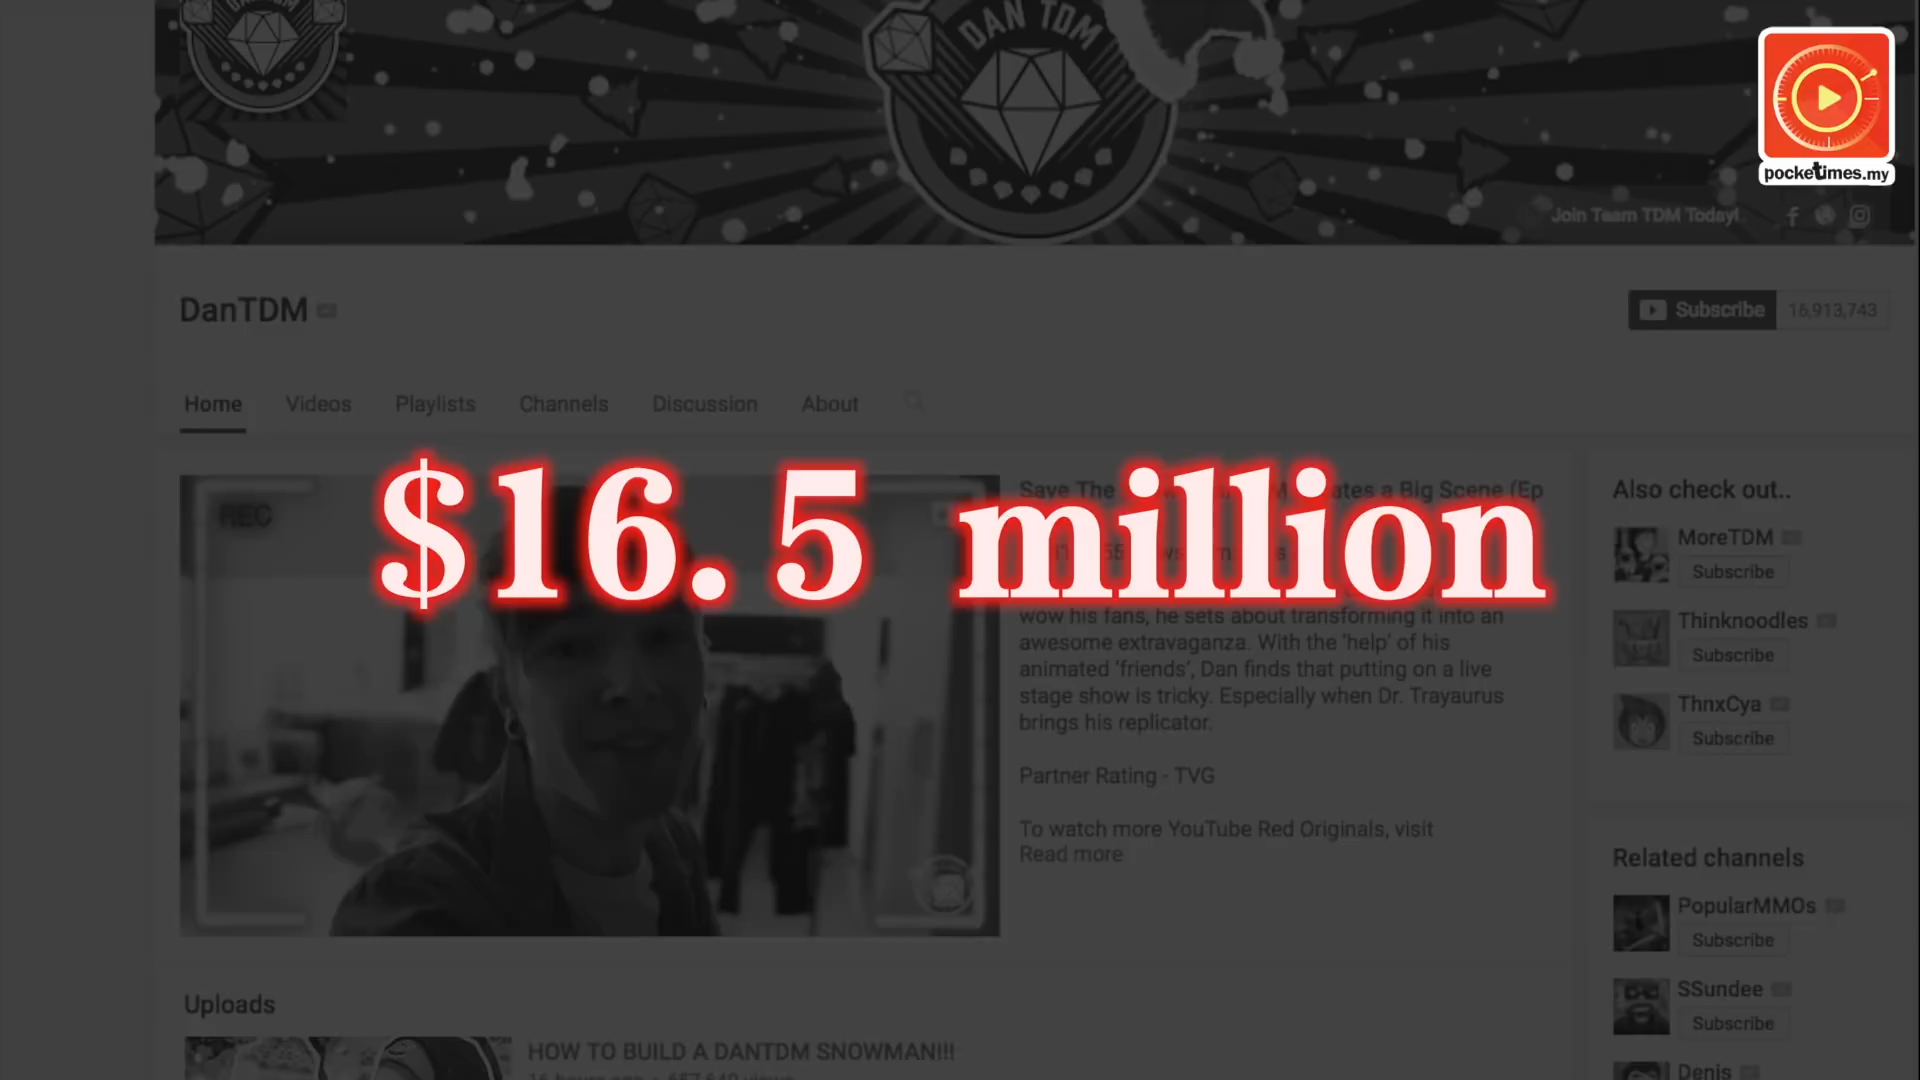 DAN TDM
pocketimes.my
Join Team TDM Today!
DanTDM
Subscribe 16,913,743
Home Videos Playlists Channels Discussion About
$16.5 million
REC
Save The
ates a Big Scene (Ep
wow his fans, he sets about transforming it into an
awesome extravaganza. With the 'help' of his
animated 'friends', Dan finds that putting on a live
stage show is tricky. Especially when Dr. Trayaurus
brings his replicator.
Partner Rating - TVG
To watch more YouTube Red Originals, visit
Read more
Also check out..
MoreTDM
Subscribe
Thinknoodles
Subscribe
ThnxCya
Subscribe
Related channels
PopularMMOs
Subscribe
SSundee
Subscribe
Denis
Uploads
HOW TO BUILD A DANTDM SNOWMAN!!!